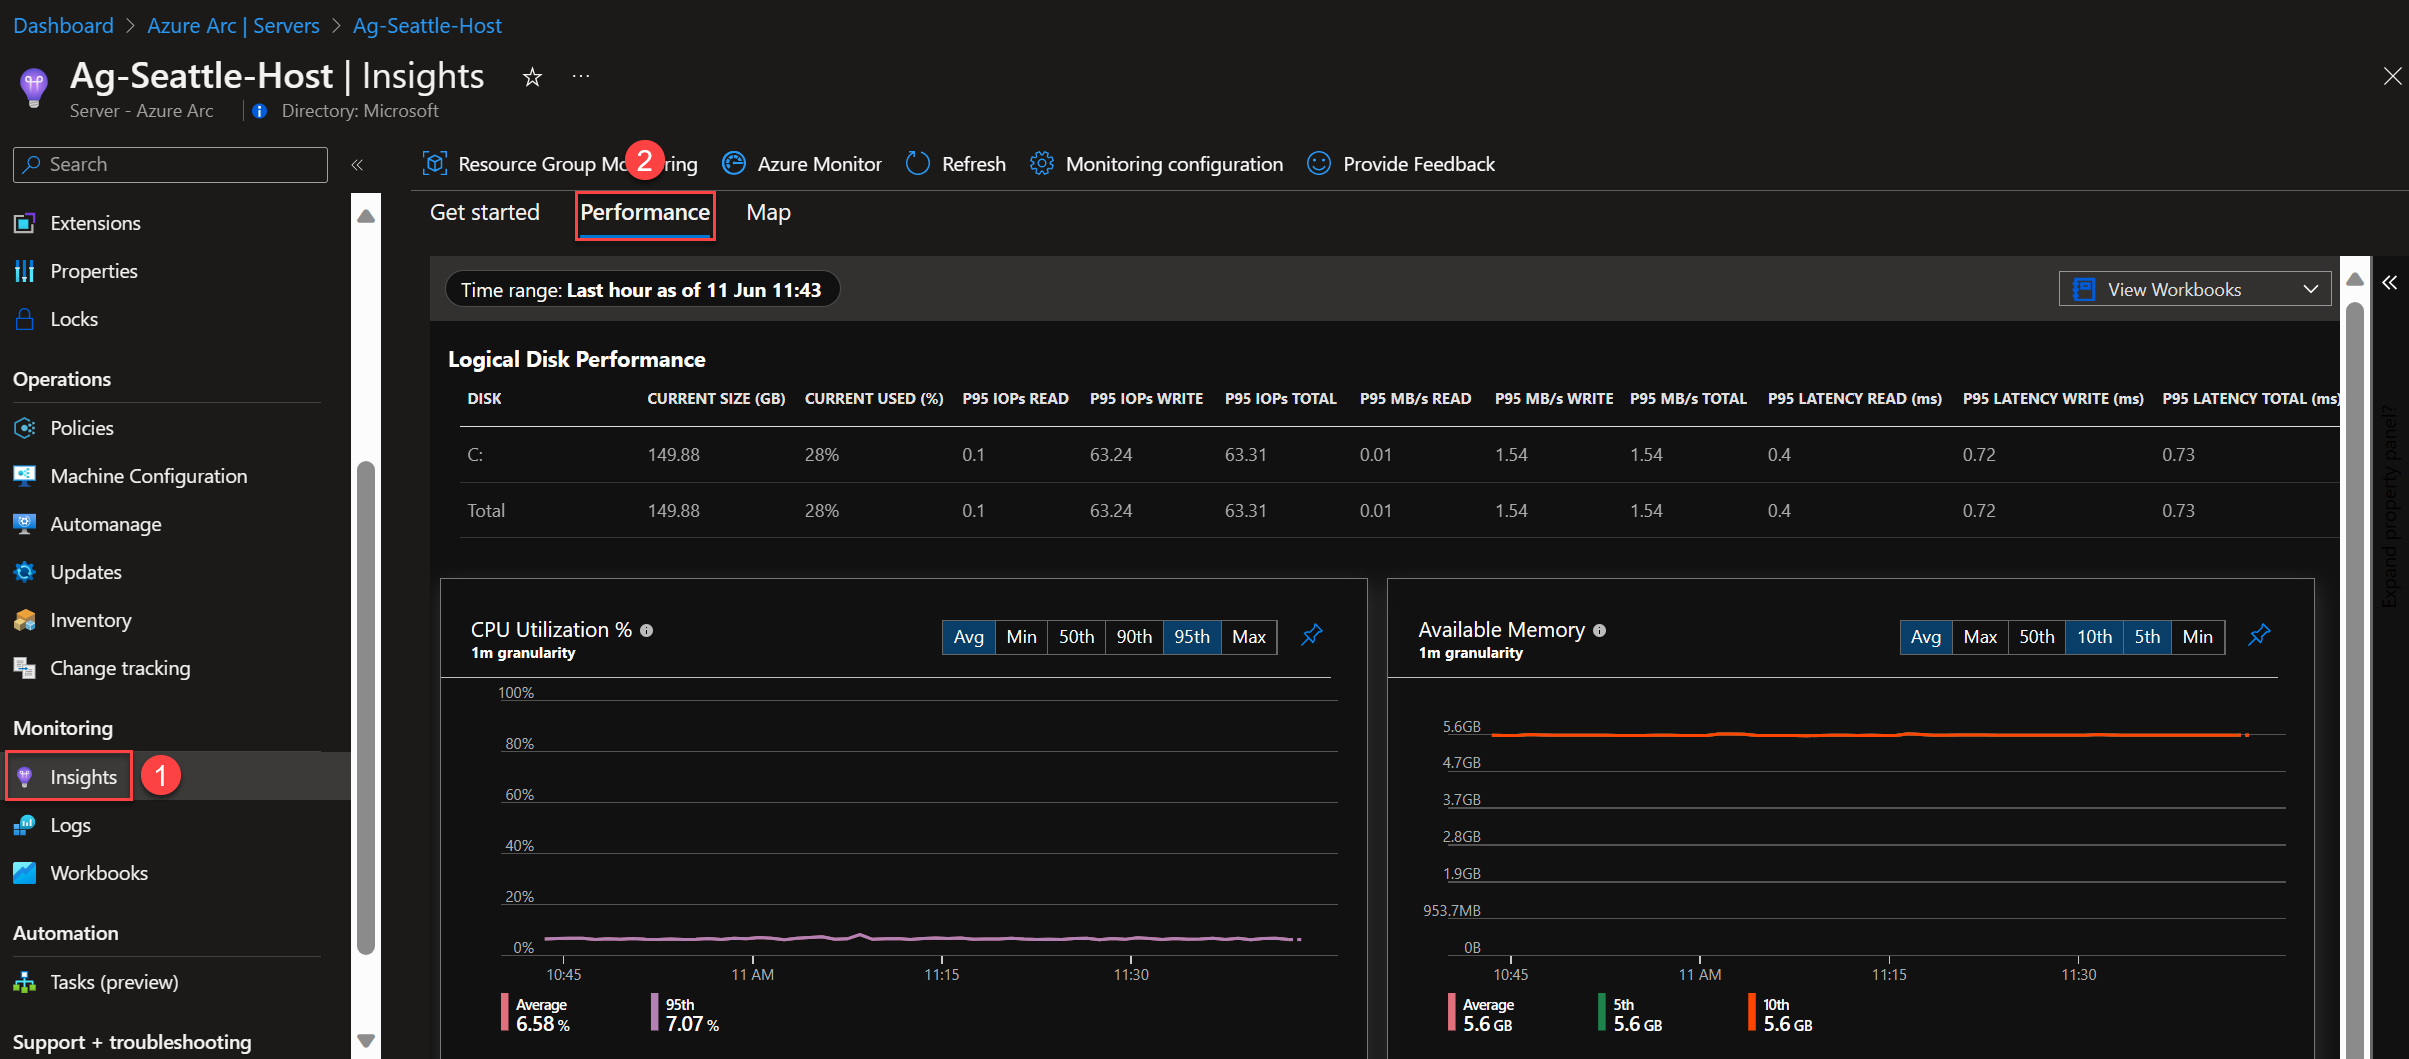 Dashboard > Azure Arc | Servers > Ag-Seattle-Host
Ag-Seattle-Host | Insights
Server - Azure Arc
Directory: Microsoft
Search
Extensions
Properties
Locks
Operations
Policies
Machine Configuration
Automanage
Updates
Inventory
Change tracking
Monitoring
Insights 1
Logs
Workbooks
Automation
Tasks (preview)
Support + troubleshooting
Resource Group Mo 2 ring Azure Monitor Refresh Monitoring configuration Provide Feedback
Get started Performance Map
Time range: Last hour as of 11 Jun 11:43
View Workbooks
Expand property panel?
Logical Disk Performance
DISK CURRENT SIZE (GB) CURRENT USED (%) P95 IOPs READ P95 IOPs WRITE P95 IOPs TOTAL P95 MB/s READ P95 MB/s WRITE P95 MB/s TOTAL P95 LATENCY READ (ms) P95 LATENCY WRITE (ms) P95 LATENCY TOTAL (ms)
C: 149.88 28% 0.1 63.24 63.31 0.01 1.54 1.54 0.4 0.72 0.73
Total 149.88 28% 0.1 63.24 63.31 0.01 1.54 1.54 0.4 0.72 0.73
CPU Utilization %
1m granularity
Avg Min 50th 90th 95th Max
100%
80%
60%
40%
20%
0%
10:45 11 AM 11:15 11:30
Average 95th
6.58 % 7.07 %
Available Memory
1m granularity
Avg Max 50th 10th 5th Min
5.6GB
4.7GB
3.7GB
2.8GB
1.9GB
953.7MB
0B
10:45 11 AM 11:15 11:30
Average 5th 10th
5.6 GB 5.6 GB 5.6 GB